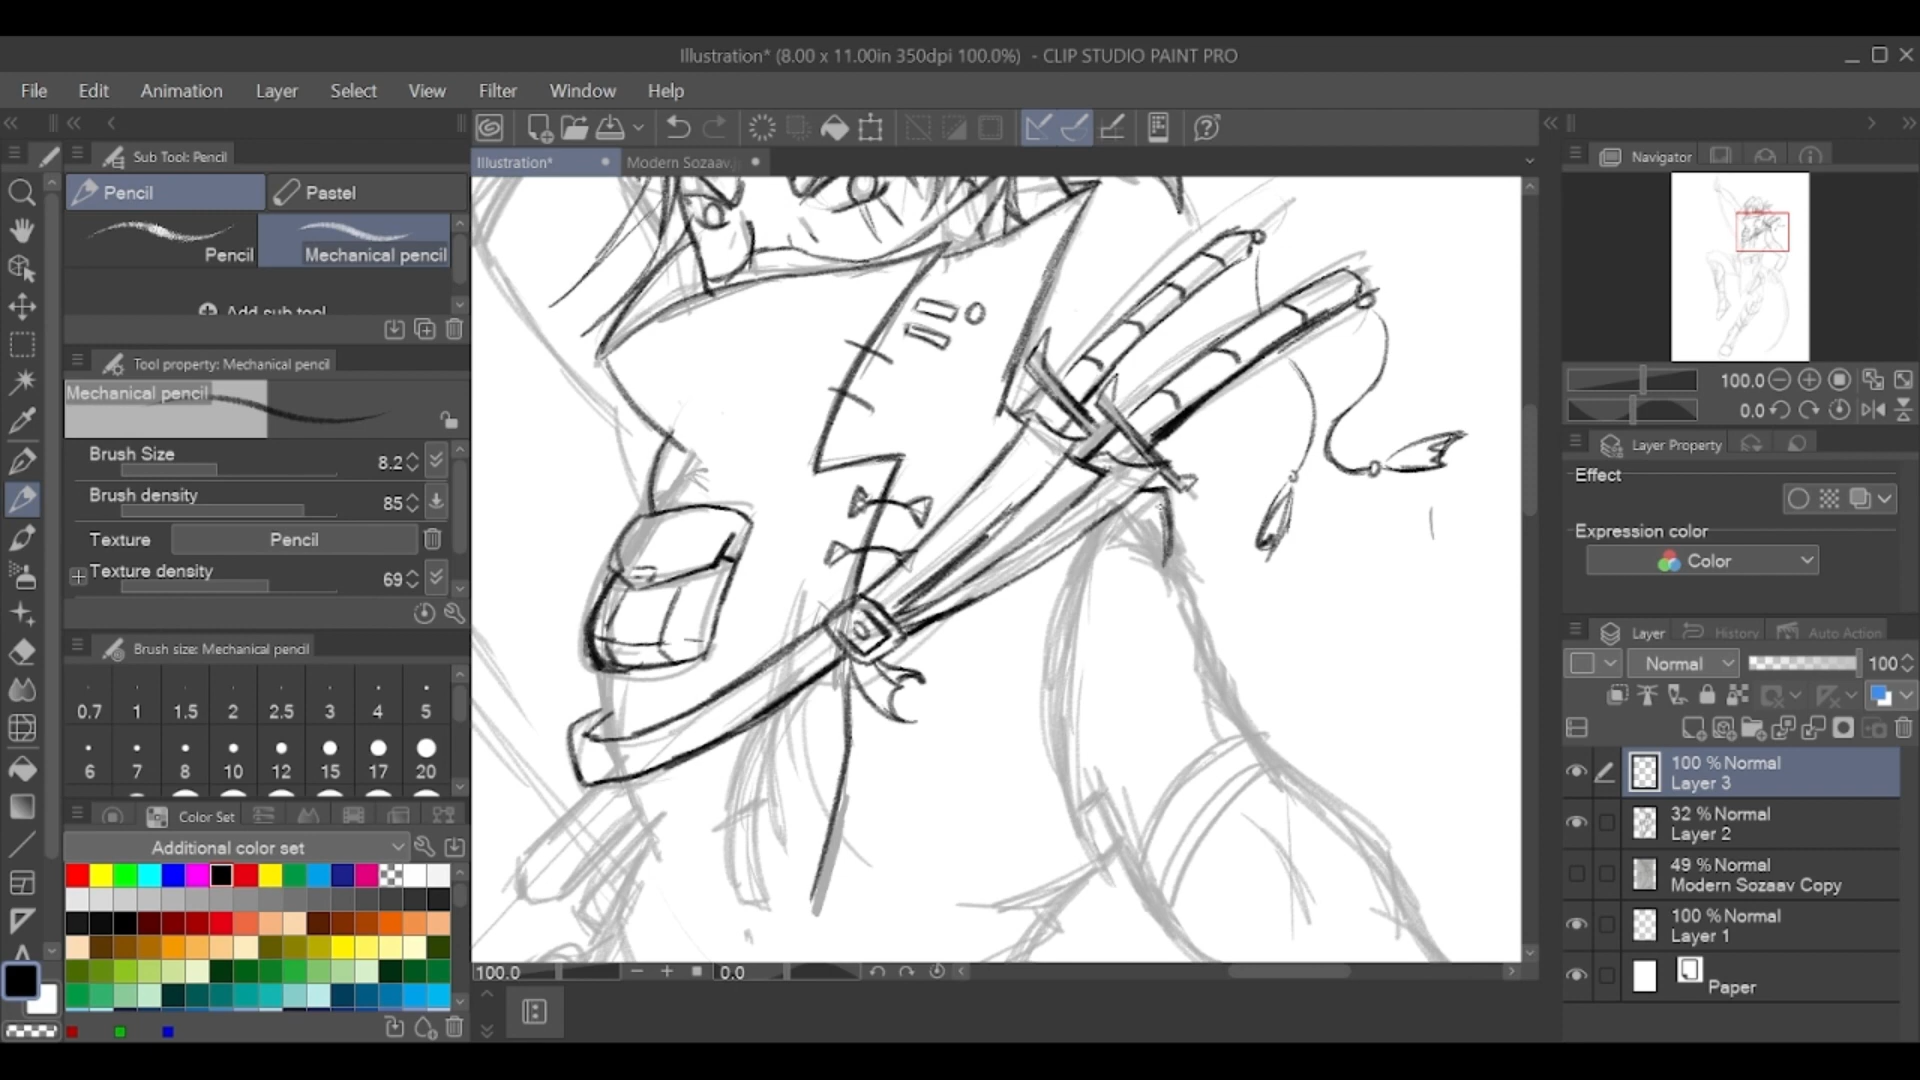 Illustration* (8.00 x 11.00in 350dpi 100.0%) - CLIP STUDIO PAINT PRO
File Edit Animation Layer Select View Filter Window Help
Sub Tool: Pencil
Pencil Pastel
Pencil Mechanical pencil
Add sub tool
Tool property: Mechanical pencil
Mechanical pencil
Brush Size 8.2
Brush density 85
Texture Pencil
Texture density 69
Brush size: Mechanical pencil
0.7 1 1.5 2 2.5 3 4 5
6 7 8 10 12 15 17 20
Color Set
Additional color set
Illustration* Modern Sozaav.j
100.0 0.0
Navigator
100.0
0.0
Layer Property
Effect
Expression color
Color
Layer History Auto Action
Normal 100
100 % Normal
Layer 3
32 % Normal
Layer 2
49 % Normal
Modern Sozaav Copy
100 % Normal
Layer 1
Paper